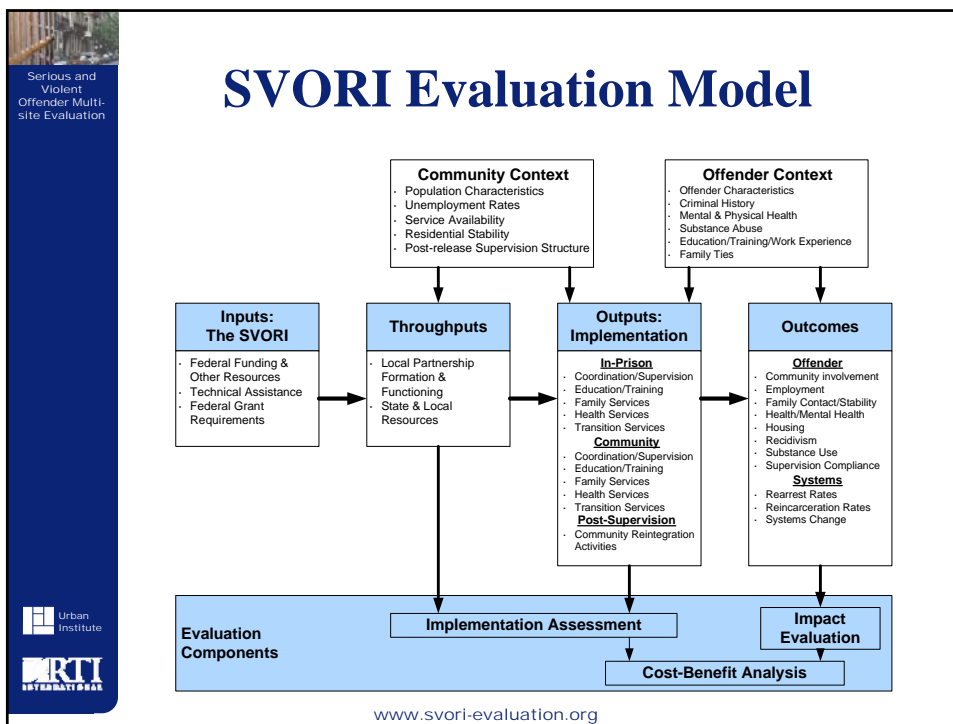 Serious and
Violent
Offender Multi-
site Evaluation
SVORI Evaluation Model
Community Context
· Population Characteristics
· Unemployment Rates
· Service Availability
· Residential Stability
· Post-release Supervision Structure
Offender Context
· Offender Characteristics
· Criminal History
· Mental & Physical Health
· Substance Abuse
· Education/Training/Work Experience
· Family Ties
Inputs:
The SVORI
· Federal Funding &
Other Resources
· Technical Assistance
· Federal Grant
Requirements
Throughputs
· Local Partnership
Formation &
Functioning
· State & Local
Resources
Outputs:
Implementation
In-Prison
· Coordination/Supervision
· Education/Training
· Family Services
· Health Services
· Transition Services
Community
· Coordination/Supervision
· Education/Training
· Family Services
· Health Services
· Transition Services
Post-Supervision
· Community Reintegration
Activities
Outcomes
Offender
· Community involvement
· Employment
· Family Contact/Stability
· Health/Mental Health
· Housing
· Recidivism
· Substance Use
· Supervision Compliance
Systems
· Rearrest Rates
· Reincarceration Rates
· Systems Change
Evaluation
Components
Implementation Assessment
Impact
Evaluation
Cost-Benefit Analysis
Urban
Institute
RTI
INTERNATIONAL
www.svori-evaluation.org